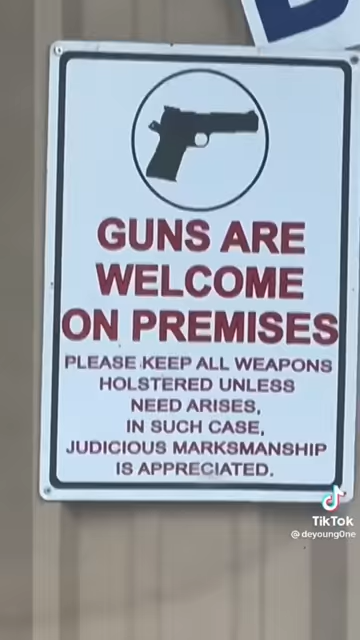 GUNS ARE
WELCOME
ON PREMISES
PLEASE KEEP ALL WEAPONS
HOLSTERED UNLESS
NEED ARISES,
IN SUCH CASE,
JUDICIOUS MARKSMANSHIP
IS APPRECIATED.
TikTok
@deyoung0ne